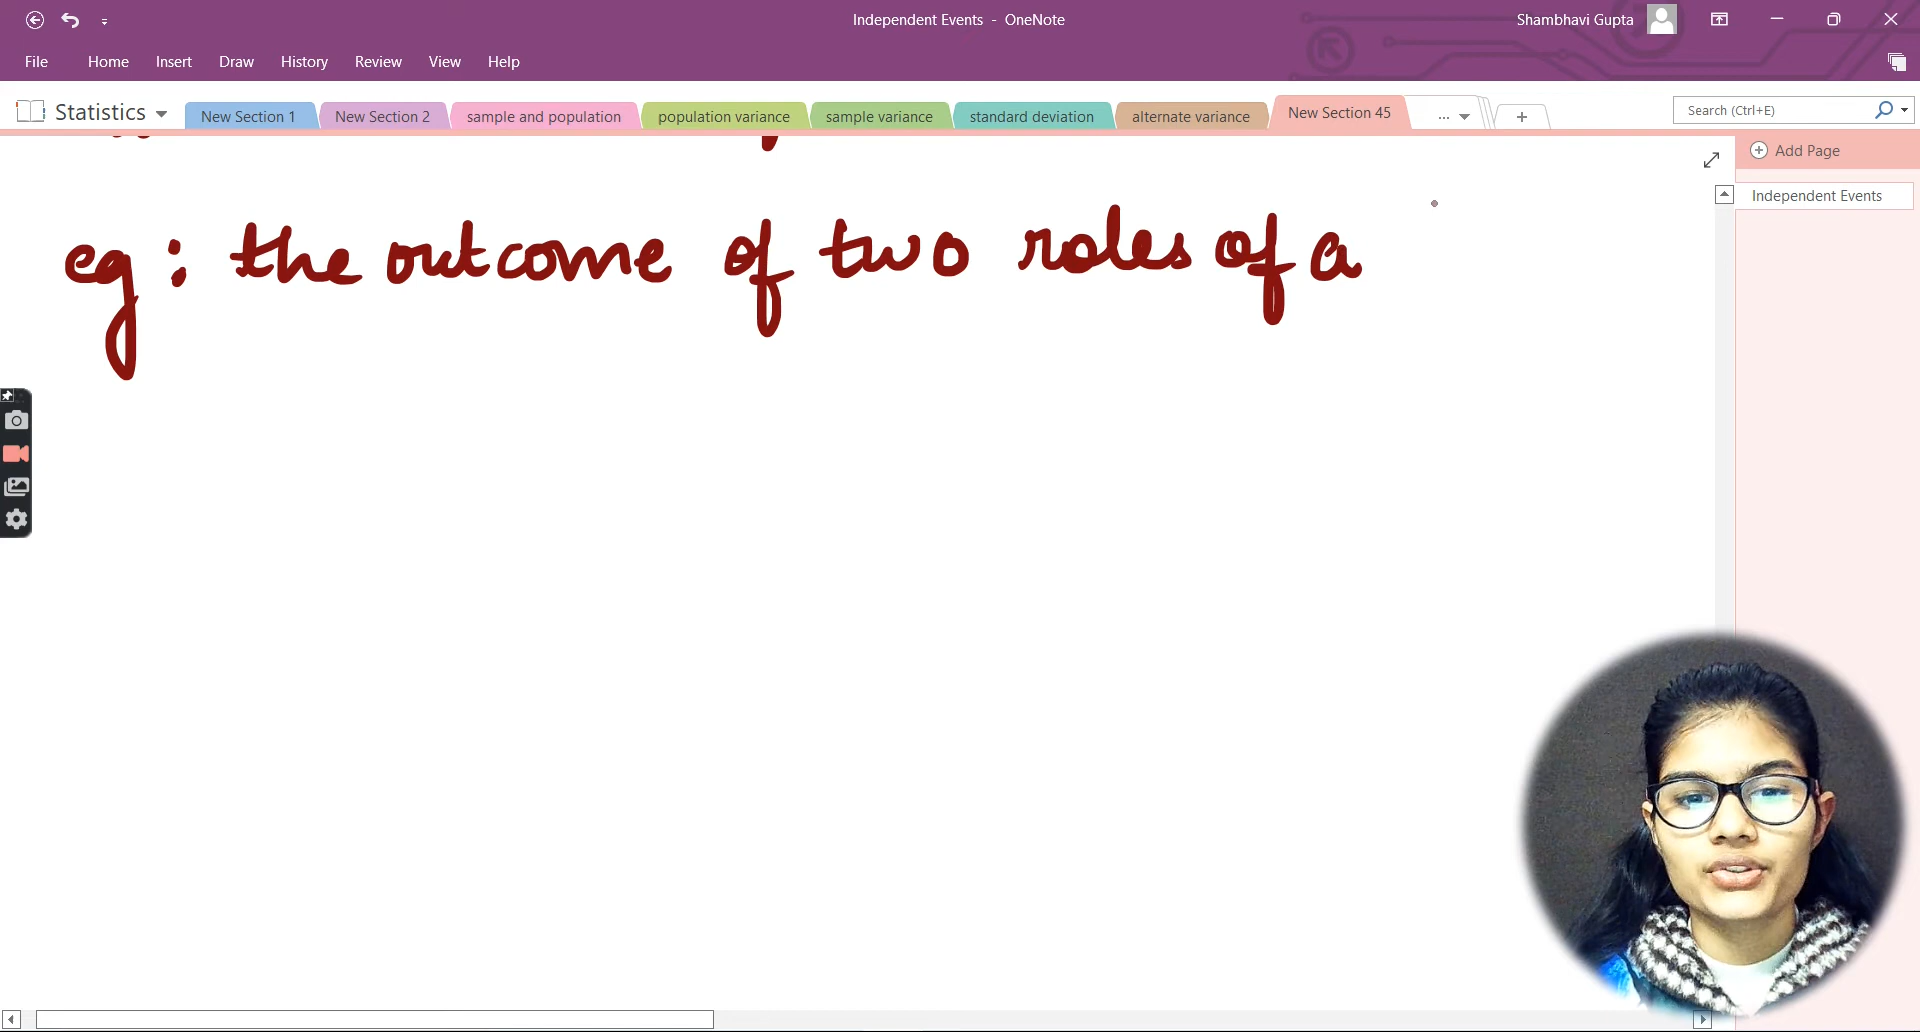 Independent Events - OneNote
Shambhavi Gupta
File Home Insert Draw History Review View Help
Statistics
New Section 1 New Section 2 sample and population population variance sample variance standard deviation alternate variance New Section 45 ...
Search (Ctrl+E)
Add Page
Independent Events
eg : the outcome of two roles of a